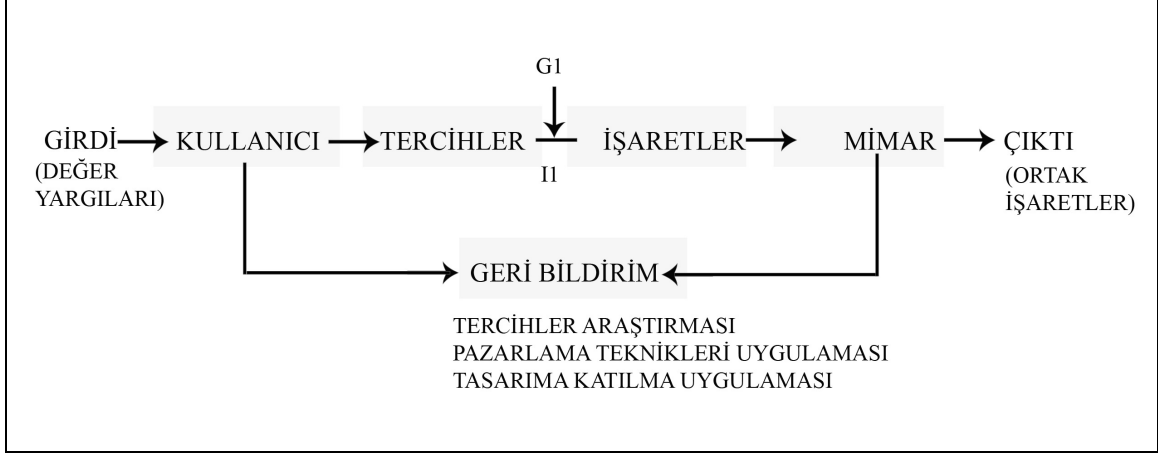 G1
GİRDİ KULLANICI TERCİHLER İŞARETLER MİMAR ÇIKTI
(DEĞER
YARGILARI)
I1
(ORTAK
İŞARETLER)
GERİ BİLDİRİM
TERCİHLER ARAŞTIRMASI
PAZARLAMA TEKNİKLERİ UYGULAMASI
TASARIMA KATILMA UYGULAMASI